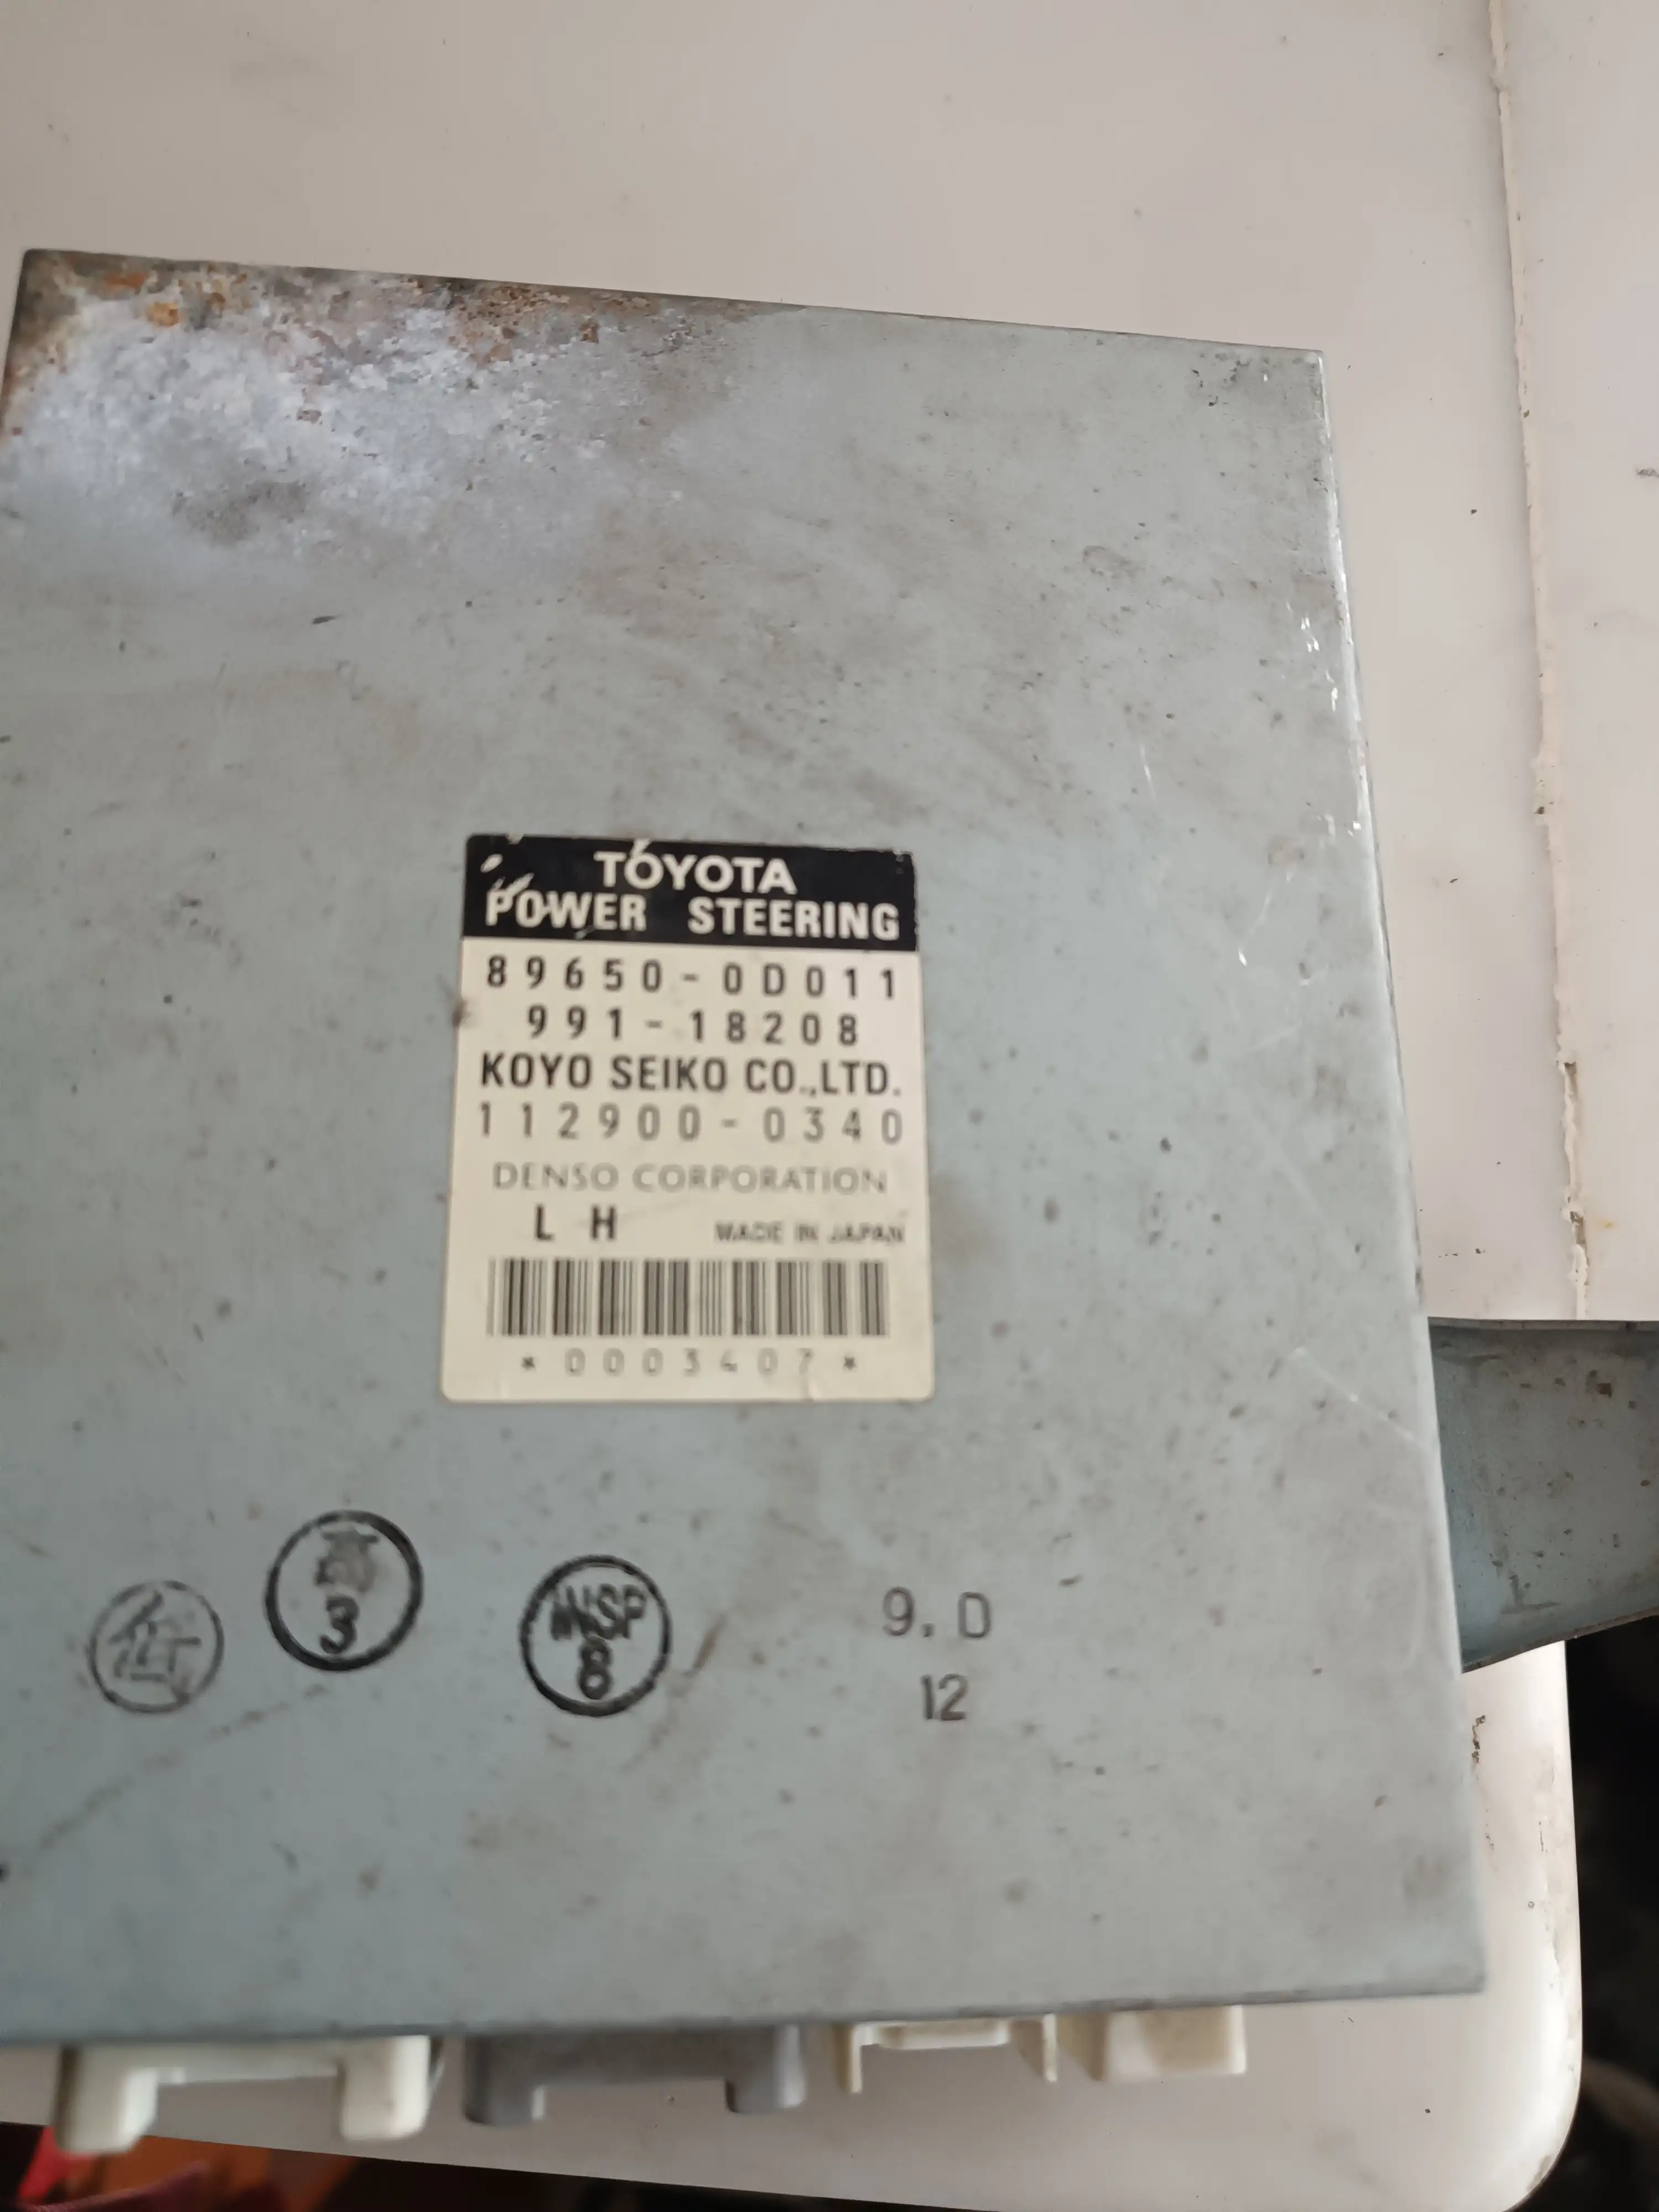 TOYOTA
POWER STEERING
89650-0D011
991-18208
KOYO SEIKO CO.,LTD.
112900-0340
DENSO CORPORATION
L H MADE IN JAPAN
*0003407*
3
INSP
8
9.0
12